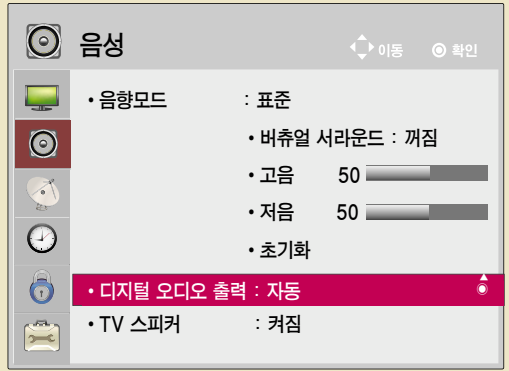 음성
이동 확인
• 음향모드 : 표준
• 버츄얼 서라운드 : 꺼짐
• 고음 50
• 저음 50
• 초기화
• 디지털 오디오 출력 : 자동
• TV 스피커 : 켜짐